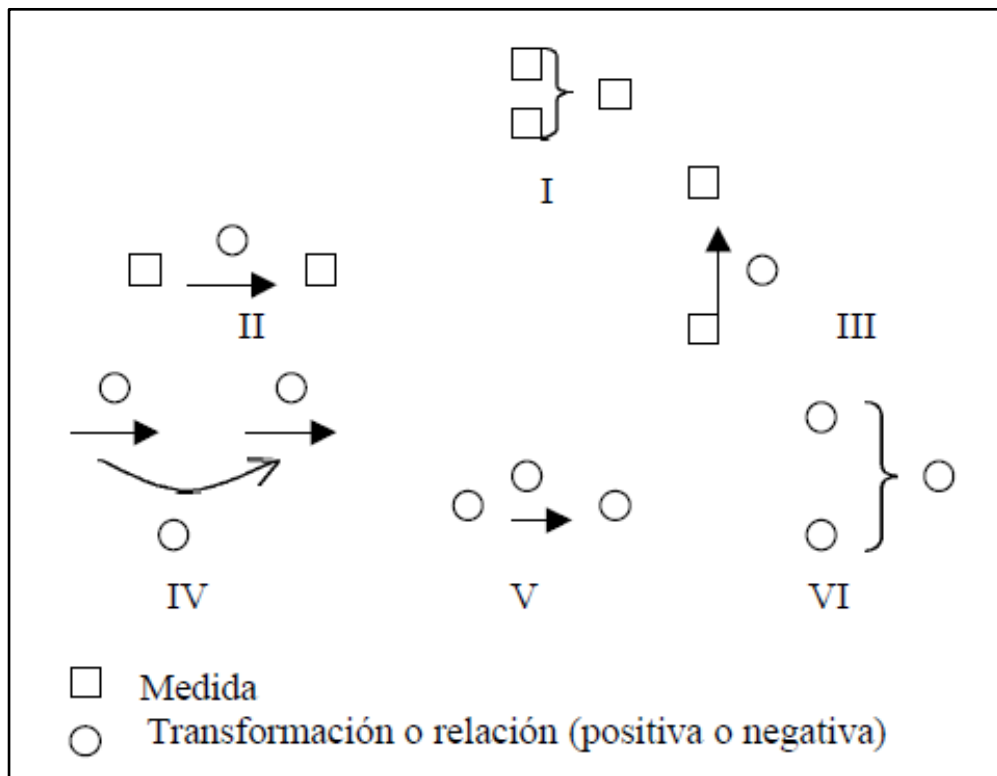 I
II
III
IV
V
VI
Medida
Transformación o relación (positiva o negativa)